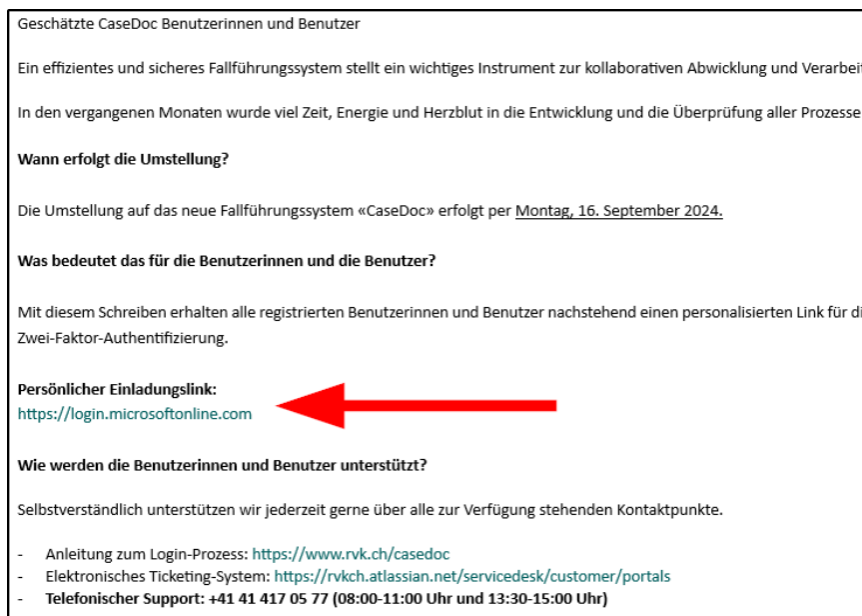 Geschätzte CaseDoc Benutzerinnen und Benutzer
Ein effizientes und sicheres Fallführungssystem stellt ein wichtiges Instrument zur kollaborativen Abwicklung und Verarbeit
In den vergangenen Monaten wurde viel Zeit, Energie und Herzblut in die Entwicklung und die Überprüfung aller Prozesse
Wann erfolgt die Umstellung?
Die Umstellung auf das neue Fallführungssystem «CaseDoc» erfolgt per Montag, 16. September 2024.
Was bedeutet das für die Benutzerinnen und die Benutzer?
Mit diesem Schreiben erhalten alle registrierten Benutzerinnen und Benutzer nachstehend einen personalisierten Link für di
Zwei-Faktor-Authentifizierung.
Persönlicher Einladungslink:
https://login.microsoftonline.com
Wie werden die Benutzerinnen und Benutzer unterstützt?
Selbstverständlich unterstützen wir jederzeit gerne über alle zur Verfügung stehenden Kontaktpunkte.
- Anleitung zum Login-Prozess: https://www.rvk.ch/casedoc
- Elektronisches Ticketing-System: https://rvkch.atlassian.net/servicedesk/customer/portals
- Telefonischer Support: +41 41 417 05 77 (08:00-11:00 Uhr und 13:30-15:00 Uhr)